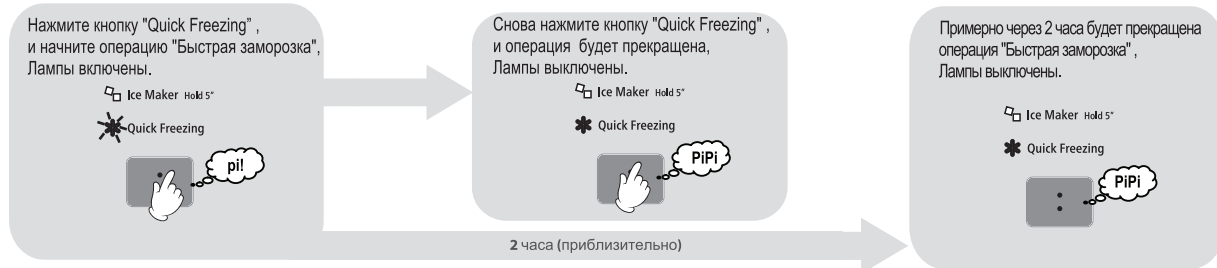 Нажмите кнопку "Quick Freezing" ,
и начните операцию "Быстрая заморозка",
Лампы включены.
Ice Maker Hold 5"
Quick Freezing
pi!
Снова нажмите кнопку "Quick Freezing" ,
и операция будет прекращена,
Лампы выключены.
Ice Maker Hold 5"
Quick Freezing
PiPi
Примерно через 2 часа будет прекращена
операция "Быстрая заморозка" ,
Лампы выключены.
Ice Maker Hold 5"
Quick Freezing
PiPi
2 часа (приблизительно)